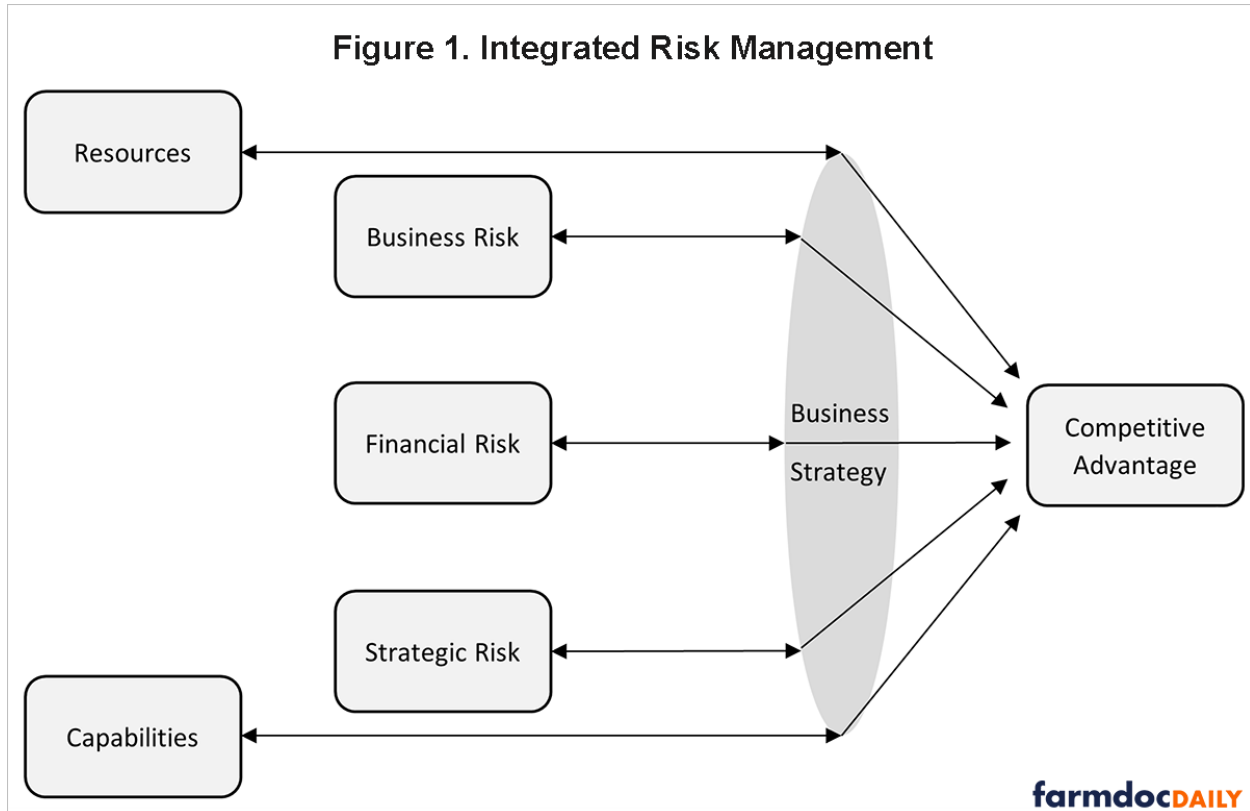 Figure 1. Integrated Risk Management
Resources
Business Risk
Financial Risk
Strategic Risk
Capabilities
Business
Strategy
Competitive
Advantage
farmdocDAILY